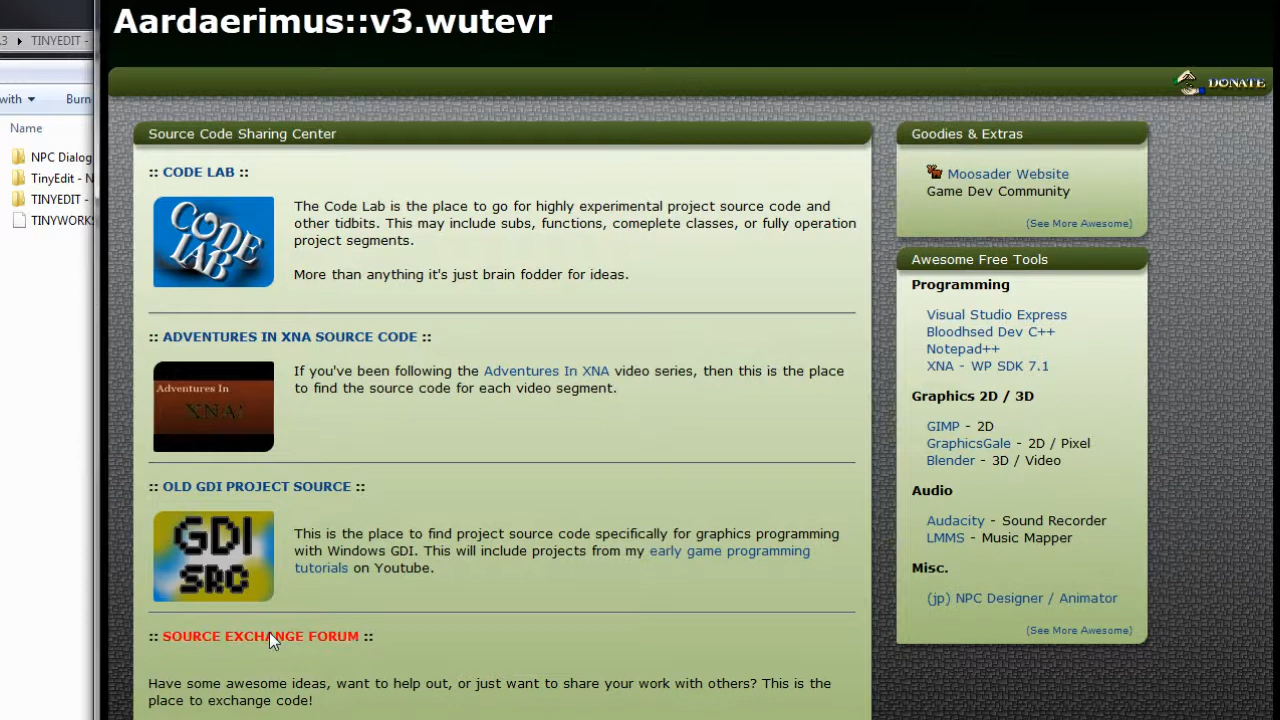 Aardaerimus::v3.wutevr
TINYEDIT -
DONATE
with
Burn
Name
NPC Dialog
TinyEdit - N
TINYEDIT -
TINYWORKS
Source Code Sharing Center
:: CODE LAB ::
CODE LAB
The Code Lab is the place to go for highly experimental project source code and
other tidbits. This may include subs, functions, comeplete classes, or fully operation
project segments.
More than anything it's just brain fodder for ideas.
:: ADVENTURES IN XNA SOURCE CODE ::
Adventures In
XNA!
If you've been following the Adventures In XNA video series, then this is the place
to find the source code for each video segment.
:: OLD GDI PROJECT SOURCE ::
GDI
SRC
This is the place to find project source code specifically for graphics programming
with Windows GDI. This will include projects from my early game programming
tutorials on Youtube.
:: SOURCE EXCHANGE FORUM ::
Have some awesome ideas, want to help out, or just want to share your work with others? This is the
place to exchange code!
Goodies & Extras
Moosader Website
Game Dev Community
(See More Awesome)
Awesome Free Tools
Programming
Visual Studio Express
Bloodhsed Dev C++
Notepad++
XNA - WP SDK 7.1
Graphics 2D / 3D
GIMP - 2D
GraphicsGale - 2D / Pixel
Blender - 3D / Video
Audio
Audacity - Sound Recorder
LMMS - Music Mapper
Misc.
(jp) NPC Designer / Animator
(See More Awesome)